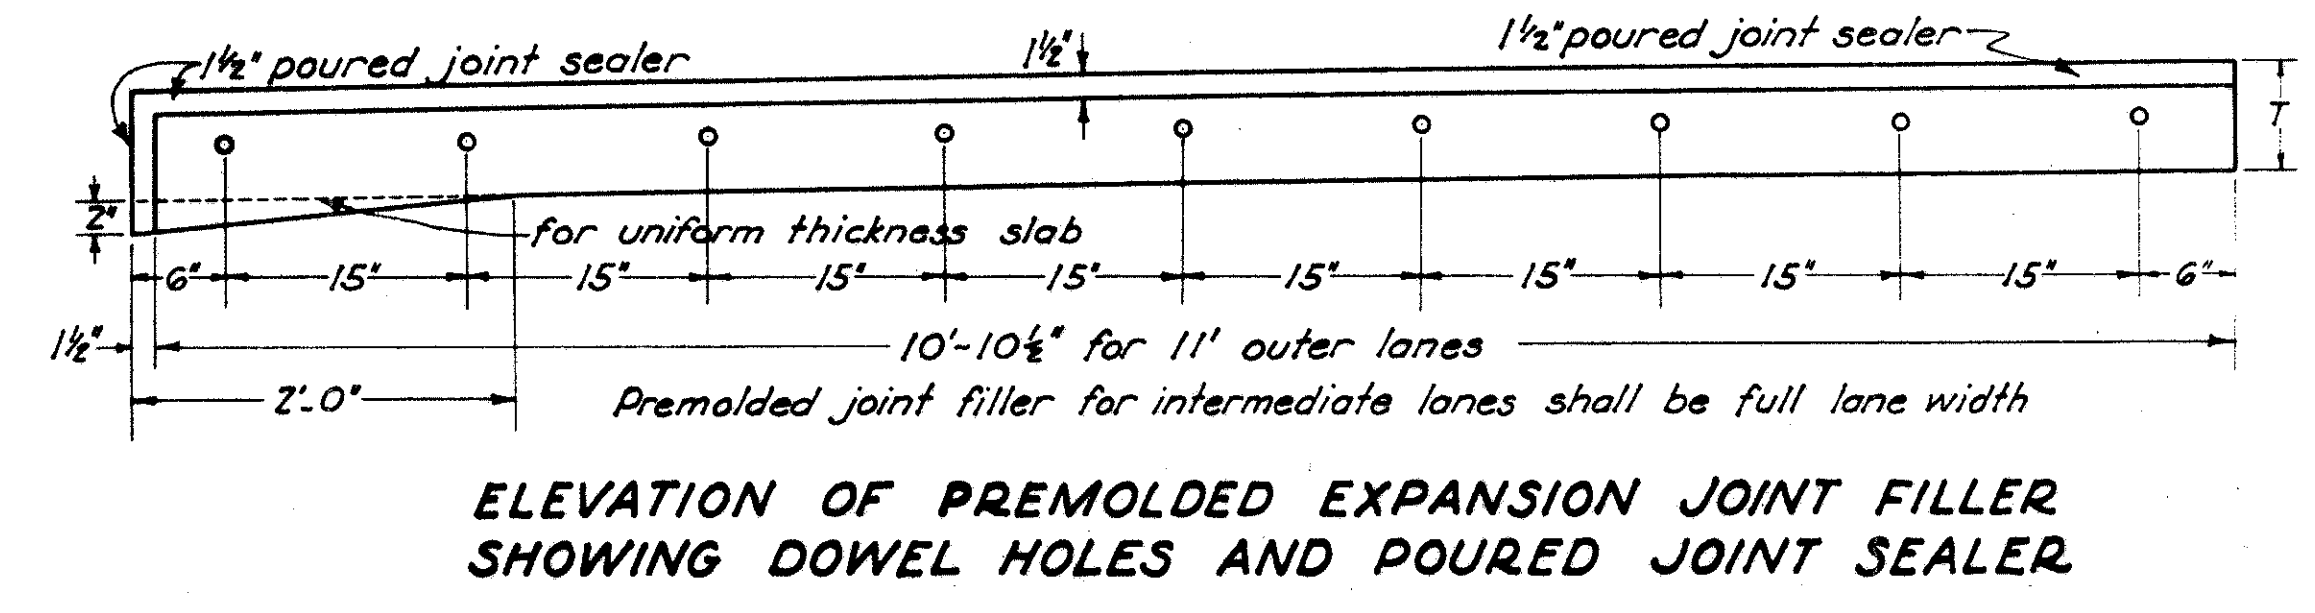 1½" poured joint sealer
1½"
1½" poured joint sealer
T
2"
for uniform thickness slab
6" 15" 15" 15" 15" 15" 15" 15" 15" 6"
1½"
10'-10½" for 11' outer lanes
2'-0"
Premolded joint filler for intermediate lanes shall be full lane width
ELEVATION OF PREMOLDED EXPANSION JOINT FILLER
SHOWING DOWEL HOLES AND POURED JOINT SEALER